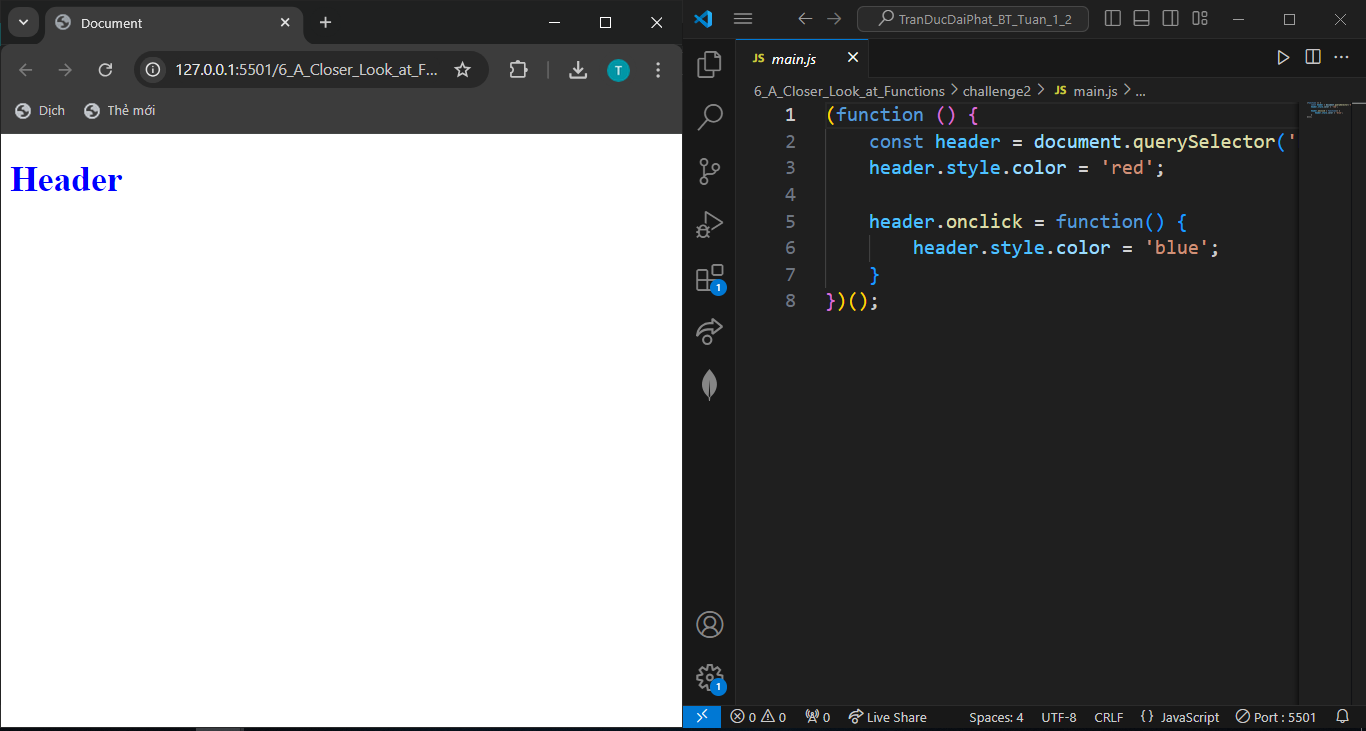 Document
127.0.0.1:5501/6_A_Closer_Look_at_F...
T
Dịch
Thẻ mới
Header
TranDucDaiPhat_BT_Tuan_1_2
JS main.js
6_A_Closer_Look_at_Functions > challenge2 > JS main.js > ...
1 (function () {
2 const header = document.querySelector('
3 header.style.color = 'red';
4
5 header.onclick = function() {
6 header.style.color = 'blue';
7 }
8 })();
1
1
0 0 0 Live Share Spaces: 4 UTF-8 CRLF {} JavaScript Port : 5501